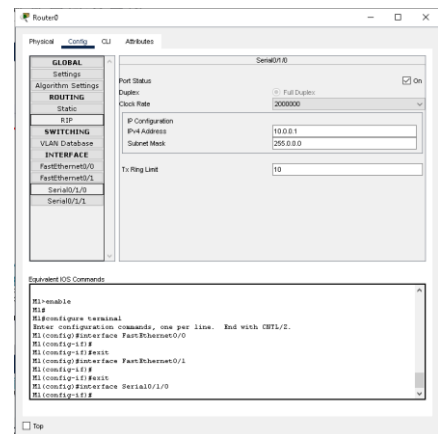 Router0
Physical Config CLI Attributes
GLOBAL
Settings
Algorithm Settings
ROUTING
Static
RIP
SWITCHING
VLAN Database
INTERFACE
FastEthernet0/0
FastEthernet0/1
Serial0/1/0
Serial0/1/1
Serial0/1/0
Port Status On
Duplex Full Duplex
Clock Rate 2000000
IP Configuration
IPv4 Address 10.0.0.1
Subnet Mask 255.0.0.0
Tx Ring Limit 10
Equivalent IOS Commands
M1>enable
M1#
M1#configure terminal
Enter configuration commands, one per line. End with CNTL/Z.
M1(config)#interface FastEthernet0/0
M1(config-if)#
M1(config-if)#exit
M1(config)#interface FastEthernet0/1
M1(config-if)#
M1(config-if)#exit
M1(config)#interface Serial0/1/0
M1(config-if)#
Top